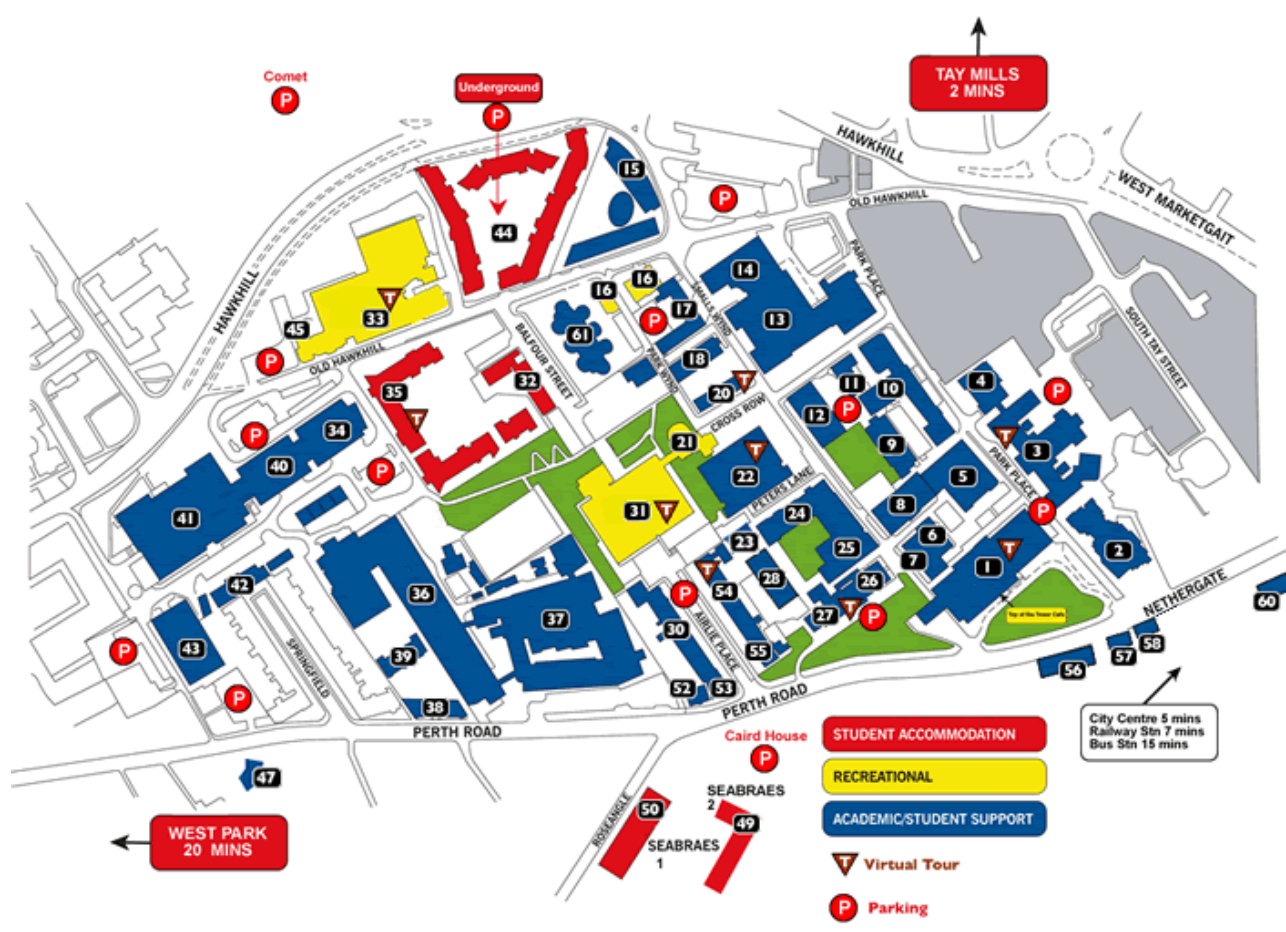 TAY MILLS
2 MINS
Comet
P
Underground
P
HAWKHILL
WEST MARKETGAIT
15
P
OLD HAWKHILL
44
PARK PLACE
HAWKHILL
14
16
16
SMALLS WYND
T
33
45
17
13
SOUTH TAY STREET
P
61
P
OLD HAWKHILL
BALFOUR STREET
18
PARK WYND
35
32
20
T
4
11
10
P
12
P
CROSS ROW
T
34
P
21
T
3
9
40
22
T
PARK PLACE
P
5
PETERS LANE
41
31
T
8
P
24
6
23
25
2
7
1
T
T
42
36
28
54
26
NETHERGATE
60
P
27
T
P
Top of the Tower Cafe
37
30
AIRLIE PLACE
43
P
39
SPRINGFIELD
55
58
57
56
P
52
53
38
PERTH ROAD
PERTH ROAD
City Centre 5 mins
Railway Stn 7 mins
Bus Stn 15 mins
Caird House
P
STUDENT ACCOMMODATION
47
RECREATIONAL
SEABRAES
2
50
49
ROSEANGLE
ACADEMIC/STUDENT SUPPORT
WEST PARK
20 MINS
SEABRAES
1
T Virtual Tour
P Parking